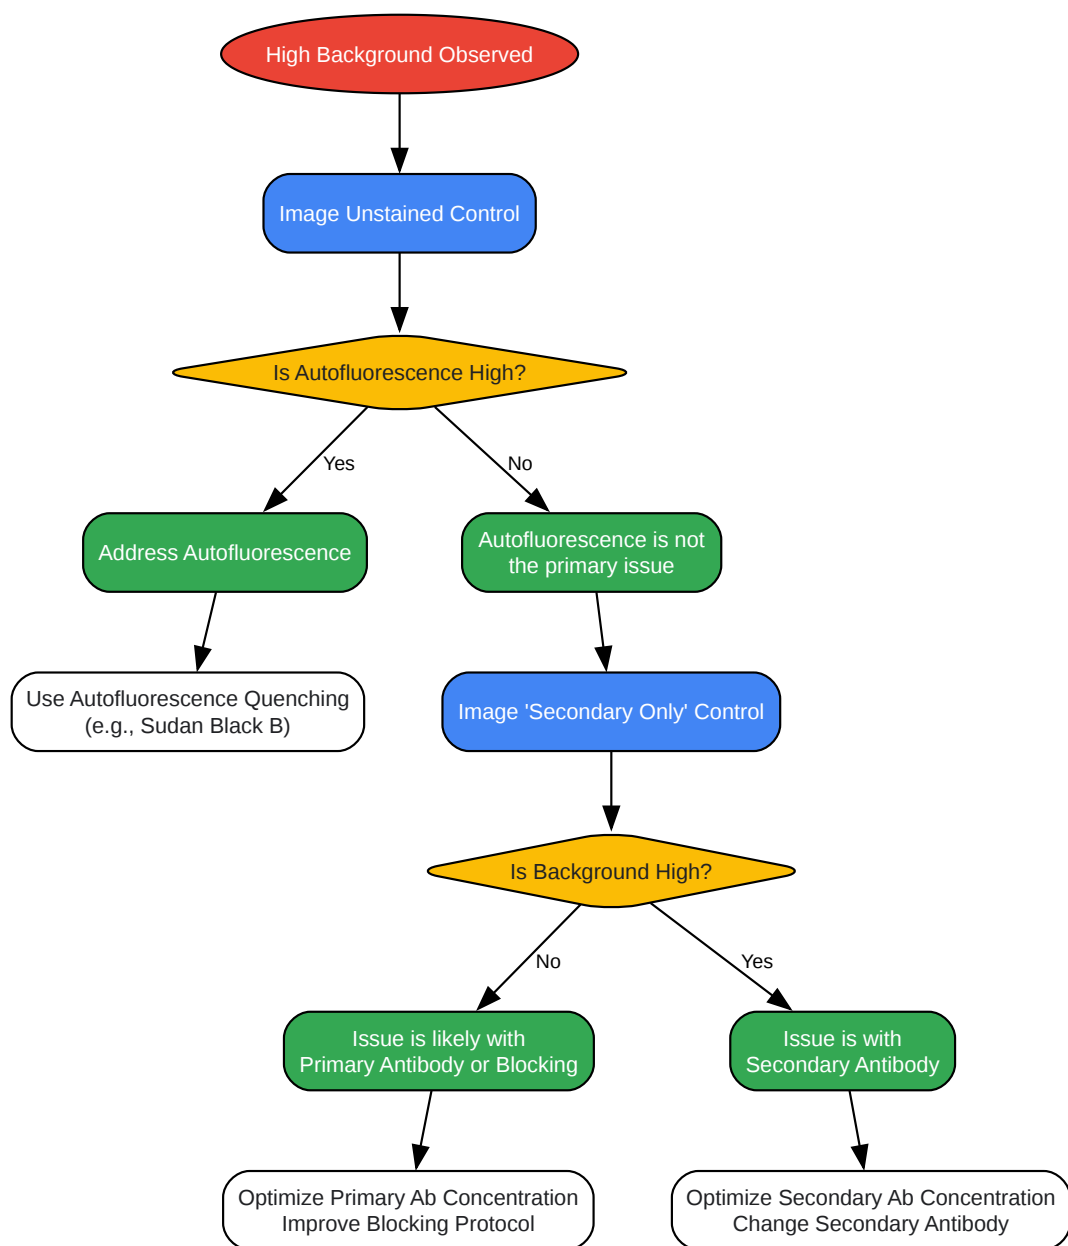 High Background Observed
Image Unstained Control
Is Autofluorescence High?
Yes
No
Address Autofluorescence
Autofluorescence is not
the primary issue
Use Autofluorescence Quenching
(e.g., Sudan Black B)
Image 'Secondary Only' Control
Is Background High?
No
Yes
Issue is likely with
Primary Antibody or Blocking
Issue is with
Secondary Antibody
Optimize Primary Ab Concentration
Improve Blocking Protocol
Optimize Secondary Ab Concentration
Change Secondary Antibody